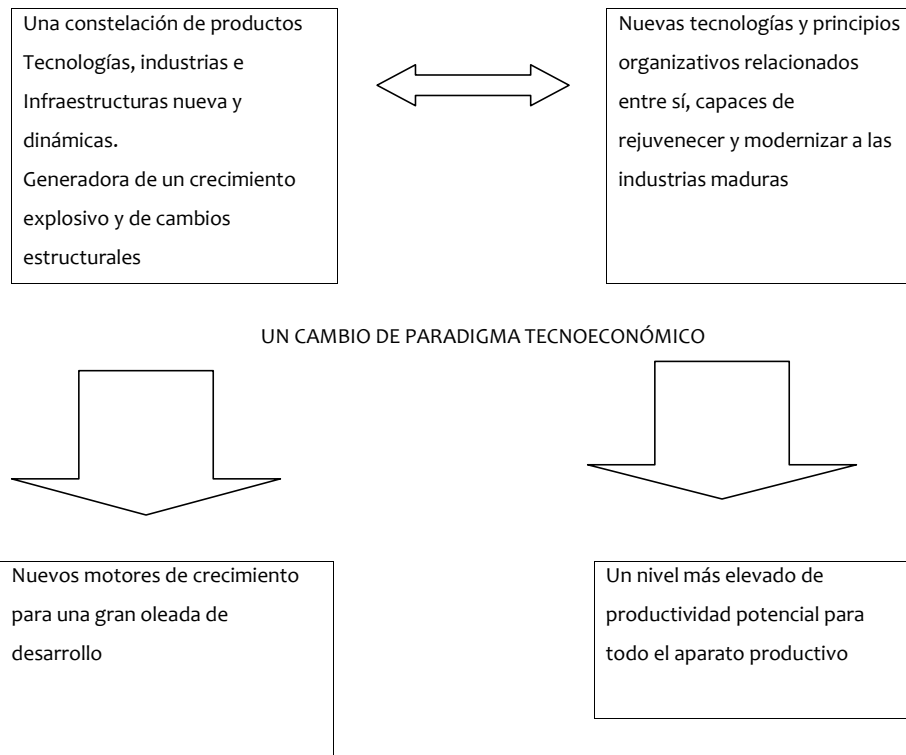 Una constelación de productos
Tecnologías, industrias e
Infraestructuras nueva y
dinámicas.
Generadora de un crecimiento
explosivo y de cambios
estructurales
Nuevas tecnologías y principios
organizativos relacionados
entre sí, capaces de
rejuvenecer y modernizar a las
industrias maduras
UN CAMBIO DE PARADIGMA TECNOECONÓMICO
Nuevos motores de crecimiento
para una gran oleada de
desarrollo
Un nivel más elevado de
productividad potencial para
todo el aparato productivo